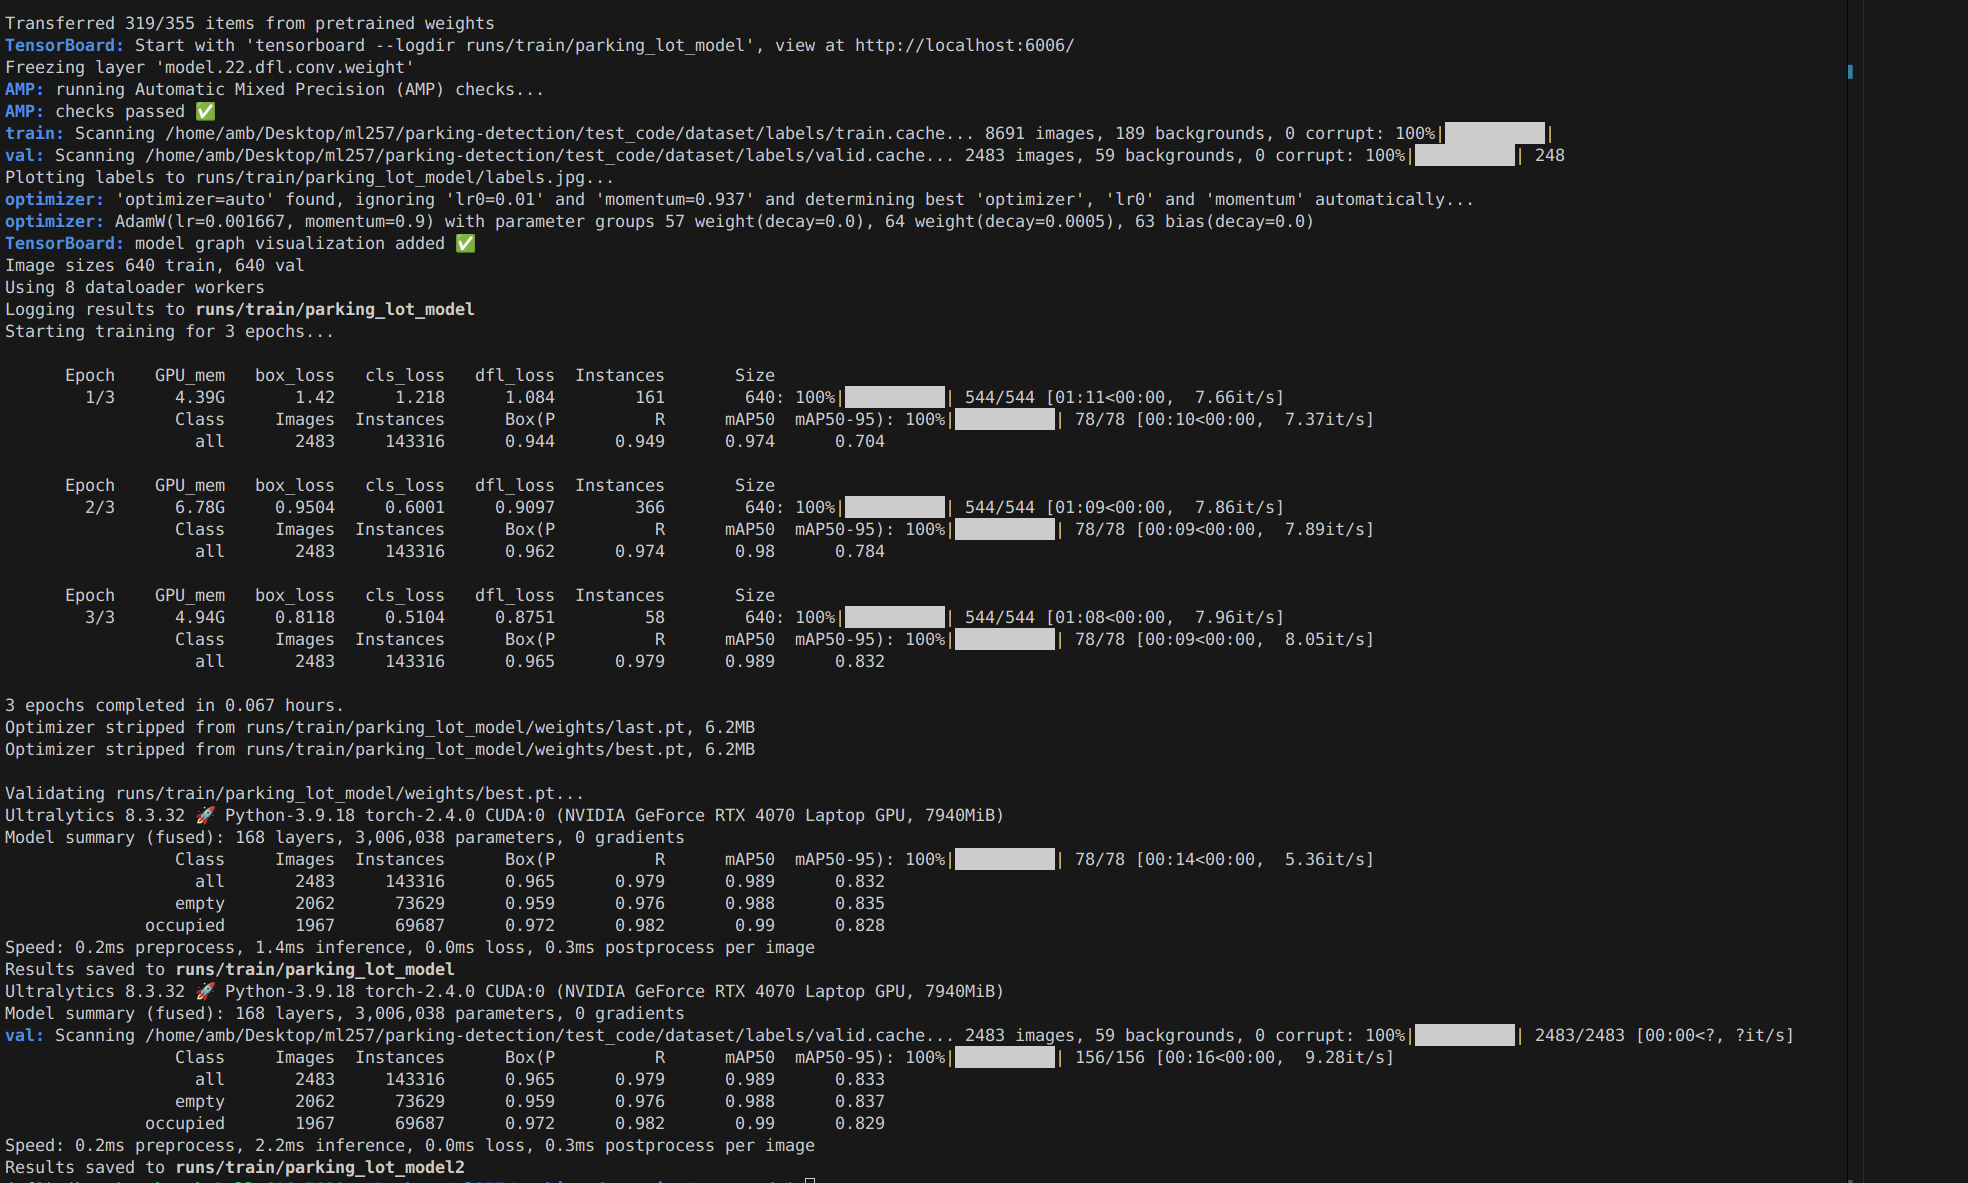 Transferred 319/355 items from pretrained weights
TensorBoard: Start with 'tensorboard --logdir runs/train/parking_lot_model', view at http://localhost:6006/
Freezing layer 'model.22.dfl.conv.weight'
AMP: running Automatic Mixed Precision (AMP) checks...
AMP: checks passed ✅
train: Scanning /home/amb/Desktop/ml257/parking-detection/test_code/dataset/labels/train.cache... 8691 images, 189 backgrounds, 0 corrupt: 100%|██████████|
val: Scanning /home/amb/Desktop/ml257/parking-detection/test_code/dataset/labels/valid.cache... 2483 images, 59 backgrounds, 0 corrupt: 100%|██████████| 248
Plotting labels to runs/train/parking_lot_model/labels.jpg...
optimizer: 'optimizer=auto' found, ignoring 'lr0=0.01' and 'momentum=0.937' and determining best 'optimizer', 'lr0' and 'momentum' automatically...
optimizer: AdamW(lr=0.001667, momentum=0.9) with parameter groups 57 weight(decay=0.0), 64 weight(decay=0.0005), 63 bias(decay=0.0)
TensorBoard: model graph visualization added ✅
Image sizes 640 train, 640 val
Using 8 dataloader workers
Logging results to runs/train/parking_lot_model
Starting training for 3 epochs...
Epoch GPU_mem box_loss cls_loss dfl_loss Instances Size
1/3 4.39G 1.42 1.218 1.084 161 640: 100%|██████████| 544/544 [01:11<00:00, 7.66it/s]
Class Images Instances Box(P R mAP50 mAP50-95): 100%|██████████| 78/78 [00:10<00:00, 7.37it/s]
all 2483 143316 0.944 0.949 0.974 0.704
Epoch GPU_mem box_loss cls_loss dfl_loss Instances Size
2/3 6.78G 0.9504 0.6001 0.9097 366 640: 100%|██████████| 544/544 [01:09<00:00, 7.86it/s]
Class Images Instances Box(P R mAP50 mAP50-95): 100%|██████████| 78/78 [00:09<00:00, 7.89it/s]
all 2483 143316 0.962 0.974 0.98 0.784
Epoch GPU_mem box_loss cls_loss dfl_loss Instances Size
3/3 4.94G 0.8118 0.5104 0.8751 58 640: 100%|██████████| 544/544 [01:08<00:00, 7.96it/s]
Class Images Instances Box(P R mAP50 mAP50-95): 100%|██████████| 78/78 [00:09<00:00, 8.05it/s]
all 2483 143316 0.965 0.979 0.989 0.832
3 epochs completed in 0.067 hours.
Optimizer stripped from runs/train/parking_lot_model/weights/last.pt, 6.2MB
Optimizer stripped from runs/train/parking_lot_model/weights/best.pt, 6.2MB
Validating runs/train/parking_lot_model/weights/best.pt...
Ultralytics 8.3.32 🚀 Python-3.9.18 torch-2.4.0 CUDA:0 (NVIDIA GeForce RTX 4070 Laptop GPU, 7940MiB)
Model summary (fused): 168 layers, 3,006,038 parameters, 0 gradients
Class Images Instances Box(P R mAP50 mAP50-95): 100%|██████████| 78/78 [00:14<00:00, 5.36it/s]
all 2483 143316 0.965 0.979 0.989 0.832
empty 2062 73629 0.959 0.976 0.988 0.835
occupied 1967 69687 0.972 0.982 0.99 0.828
Speed: 0.2ms preprocess, 1.4ms inference, 0.0ms loss, 0.3ms postprocess per image
Results saved to runs/train/parking_lot_model
Ultralytics 8.3.32 🚀 Python-3.9.18 torch-2.4.0 CUDA:0 (NVIDIA GeForce RTX 4070 Laptop GPU, 7940MiB)
Model summary (fused): 168 layers, 3,006,038 parameters, 0 gradients
val: Scanning /home/amb/Desktop/ml257/parking-detection/test_code/dataset/labels/valid.cache... 2483 images, 59 backgrounds, 0 corrupt: 100%|██████████| 2483/2483 [00:00<?, ?it/s]
Class Images Instances Box(P R mAP50 mAP50-95): 100%|██████████| 156/156 [00:16<00:00, 9.28it/s]
all 2483 143316 0.965 0.979 0.989 0.833
empty 2062 73629 0.959 0.976 0.988 0.837
occupied 1967 69687 0.972 0.982 0.99 0.829
Speed: 0.2ms preprocess, 2.2ms inference, 0.0ms loss, 0.3ms postprocess per image
Results saved to runs/train/parking_lot_model2